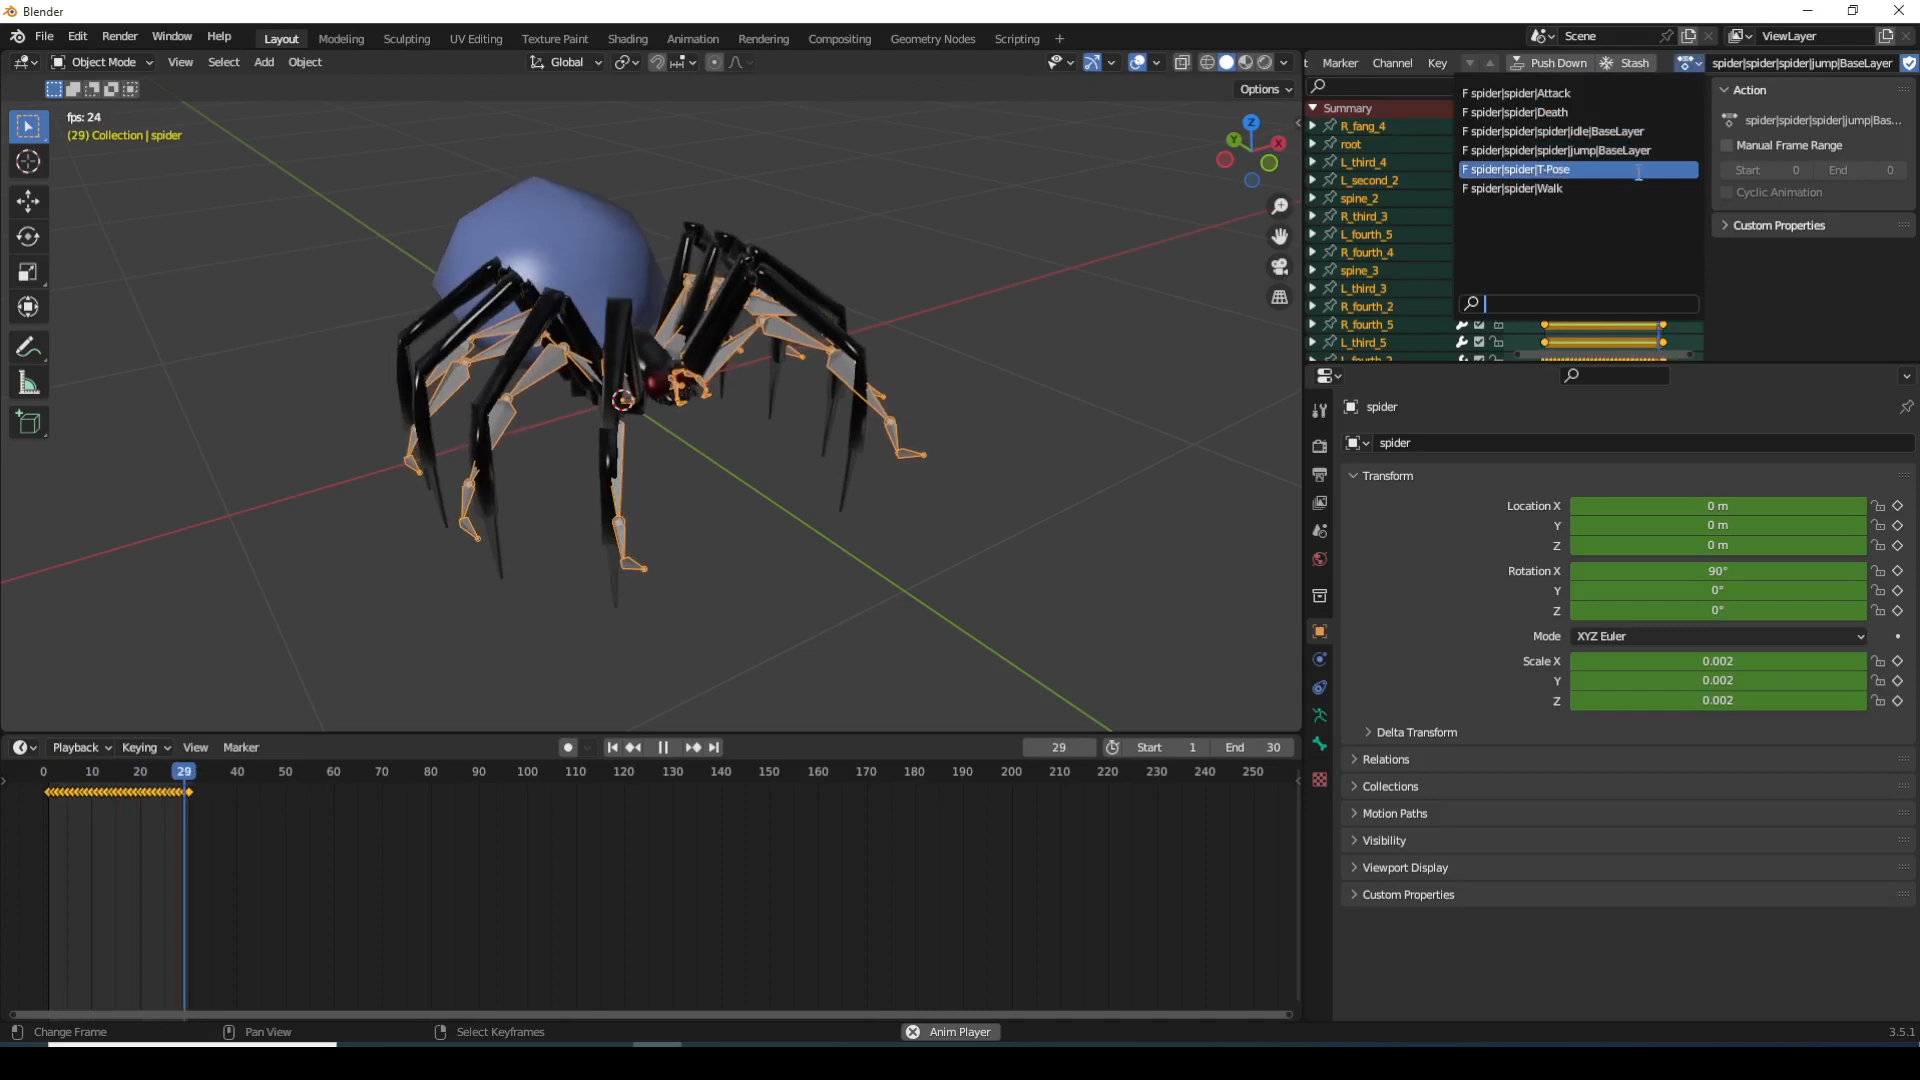 Blender
File Edit Render Window Help Layout Modeling Sculpting UV Editing Texture Paint Shading Animation Rendering Compositing Geometry Nodes Scripting + Scene ViewLayer
Object Mode View Select Add Object Global
t Marker Channel Key Push Down Stash spider|spider|spider|jump|BaseLayer
Options
fps: 24
(29) Collection | spider
Z
Y
X
Summary
R_fang_4
root
L_third_4
L_second_2
spine_2
R_third_3
L_fourth_5
R_fourth_4
spine_3
L_third_3
R_fourth_2
R_fourth_5
L_third_5
F spider|spider|Attack
F spider|spider|Death
F spider|spider|spider|idle|BaseLayer
F spider|spider|spider|jump|BaseLayer
F spider|spider|T-Pose
F spider|spider|Walk
Action
spider|spider|spider|jump|Bas...
Manual Frame Range
Start 0 End 0
Cyclic Animation
Custom Properties
spider
spider
Transform
Location X 0 m
Y 0 m
Z 0 m
Rotation X 90°
Y 0°
Z 0°
Mode XYZ Euler
Scale X 0.002
Y 0.002
Z 0.002
Delta Transform
Relations
Collections
Motion Paths
Visibility
Viewport Display
Custom Properties
Playback Keying View Marker 29 Start 1 End 30
0 10 20 29 40 50 60 70 80 90 100 110 120 130 140 150 160 170 180 190 200 210 220 230 240 250
Change Frame Pan View Select Keyframes Anim Player 3.5.1